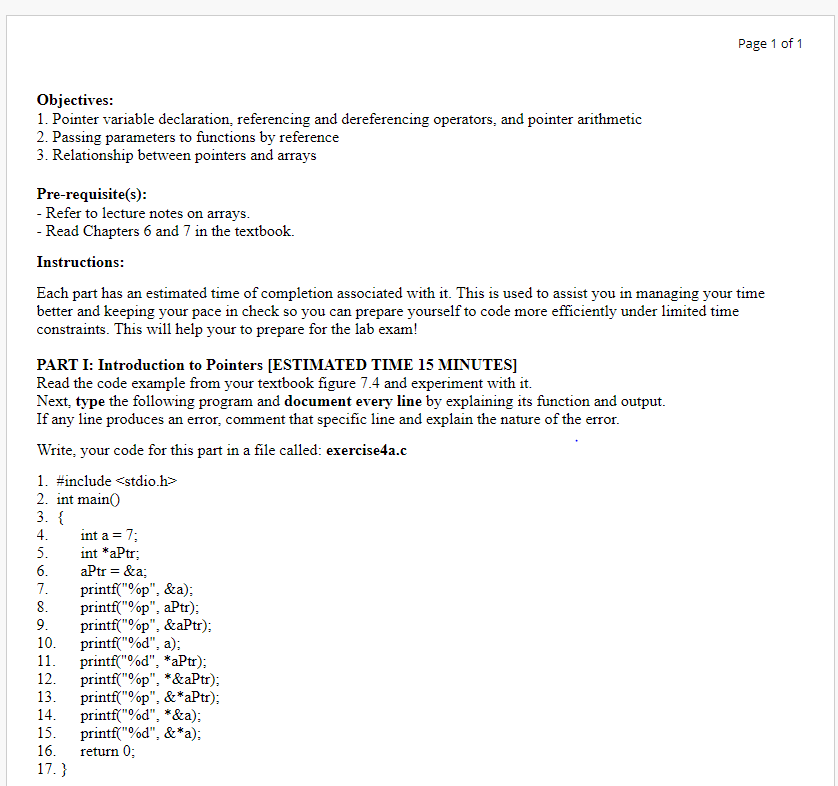 Page 1 of 1
Objectives:
1. Pointer variable declaration, referencing and dereferencing operators, and pointer arithmetic
2. Passing parameters to functions by reference
3. Relationship between pointers and arrays
Pre-requisite(s):
- Refer to lecture notes on arrays.
- Read Chapters 6 and 7 in the textbook.
Instructions:
Each part has an estimated time of completion associated with it. This is used to assist you in managing your time
better and keeping your pace in check so you can prepare yourself to code more efficiently under limited time
constraints. This will help your to prepare for the lab exam!
PART I: Introduction to Pointers [ESTIMATED TIME 15 MINUTES]
Read the code example from your textbook figure 7.4 and experiment with it.
Next, type the following program and document every line by explaining its function and output.
If any line produces an error, comment that specific line and explain the nature of the error.
Write, your code for this part in a file called: exercise4a.c
1. #include <stdio.h>
2. int main()
3. {
4. int a = 7;
5. int *aPtr;
6. aPtr = &a;
7. printf("%p", &a);
8. printf("%p", aPtr);
9. printf("%p", &aPtr);
10. printf("%d", a);
11. printf("%d", *aPtr);
12. printf("%p", *&aPtr);
13. printf("%p", &*aPtr);
14. printf("%d", *&a);
15. printf("%d", &*a);
16. return 0;
17. }